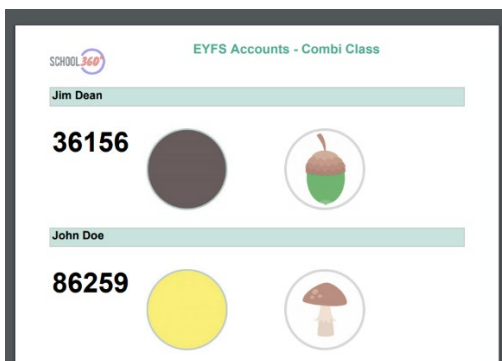 SCHOOL360°
EYFS Accounts - Combi Class
Jim Dean
36156
John Doe
86259